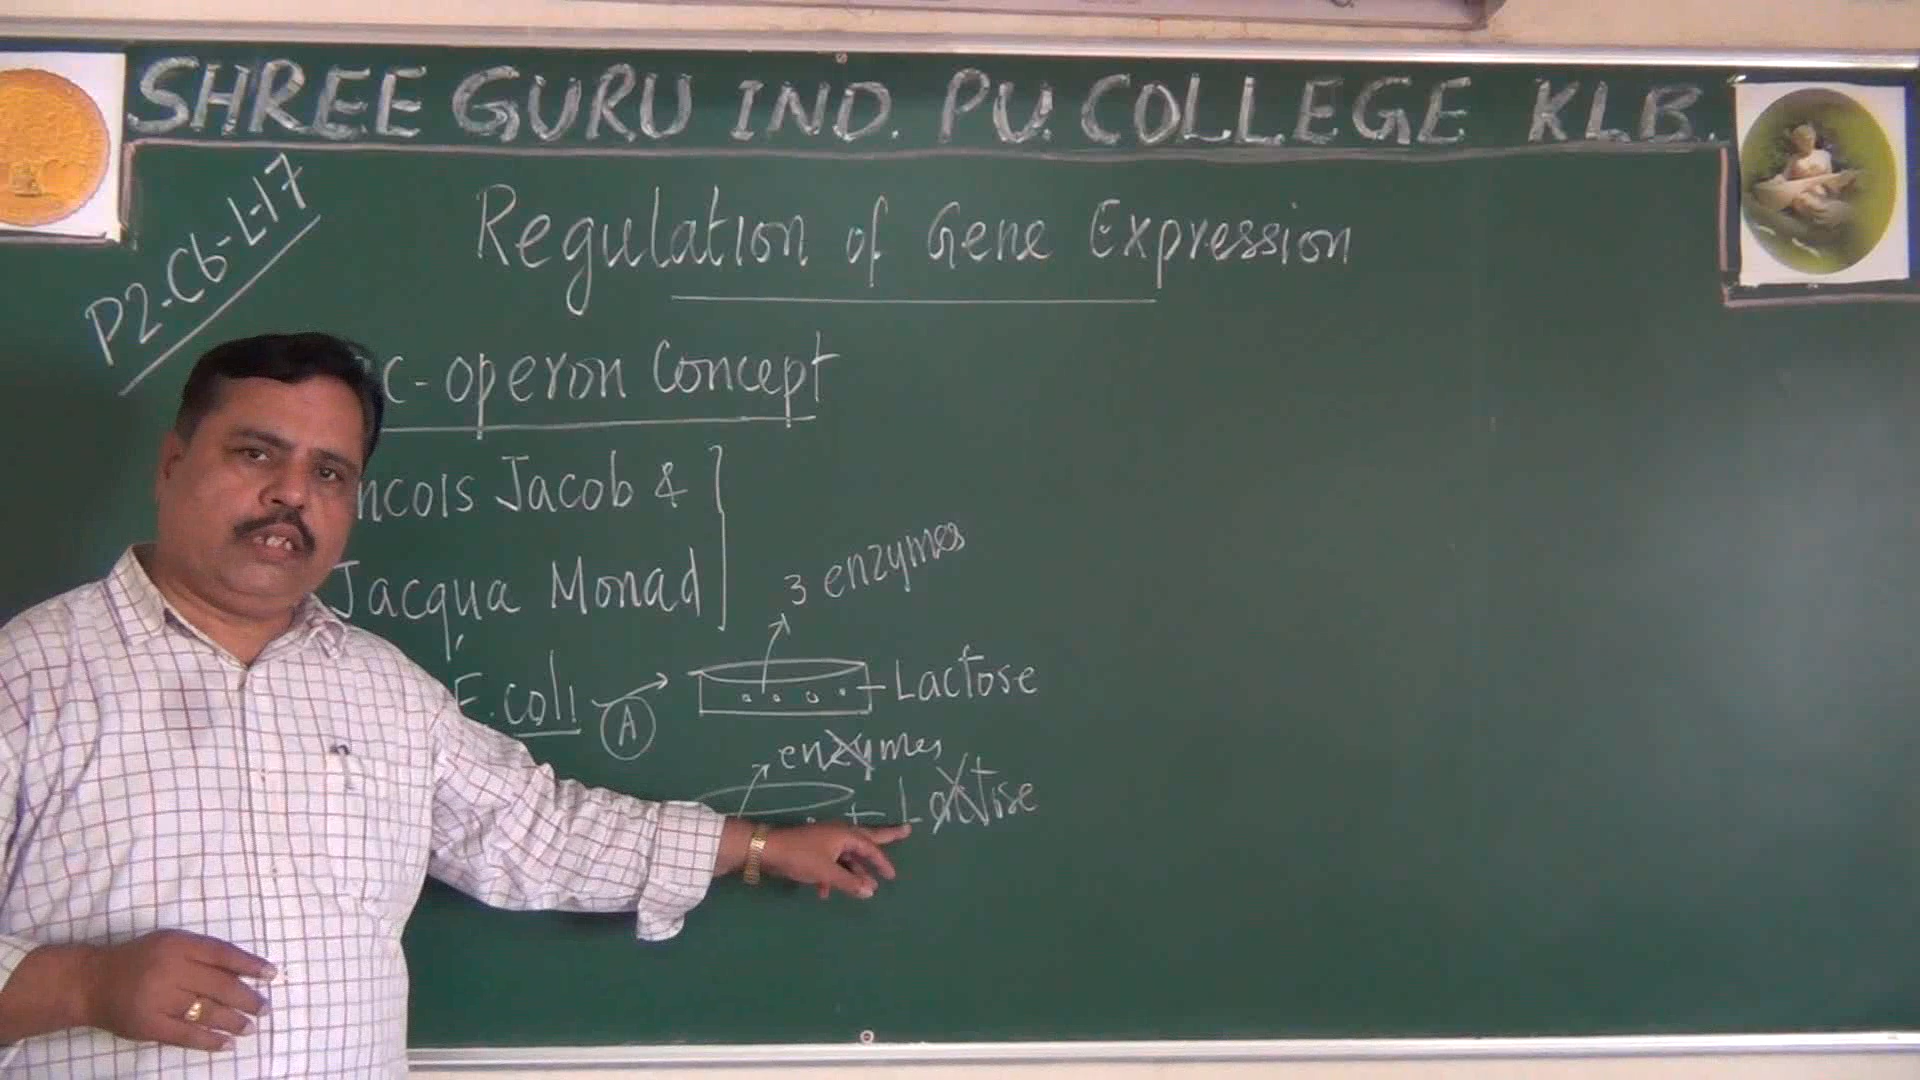 SHREE GURU IND. PU. COLLEGE KLB.
P2-C6-L-17
Regulation of Gene Expression
c-operon Concept
ncois Jacob &
Jacqua Monad
3 enzymes
E.coli A Lactose
enzymes
Lactose